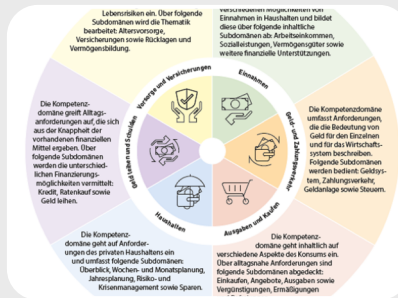 Lebensrisiken ein. Über folgende
Subdomänen wird die Thematik
bearbeitet: Altersvorsorge,
Versicherungen sowie Rücklagen und
Vermögensbildung.
verschiedenen Möglichkeiten von
Einnahmen in Haushalten und bildet
diese über folgende inhaltliche
Subdomänen ab: Arbeitseinkommen,
Sozialleistungen, Vermögensgüter sowie
weitere finanzielle Unterstützungen.
Vorsorge und Versicherungen
Einnahmen
Die Kompetenz-
domäne greift Alltags-
anforderungen auf, die sich
aus der Knappheit der
vorhandenen finanziellen
Mittel ergeben. Über
folgende Subdomänen
werden die unterschied-
lichen Finanzierungs-
möglichkeiten vermittelt:
Kredit, Ratenkauf sowie
Geld leihen.
Geld leihen und Schulden
Geld- und Zahlungsverkehr
Die Kompetenzdomäne
umfasst Anforderungen,
die die Bedeutung von
Geld für den Einzelnen
und für das Wirtschafts-
system beschreiben.
Folgende Subdomänen
werden bedient: Geldsys-
tem, Zahlungsverkehr,
Geldanlage sowie Steuern.
Haushalten
Ausgaben und Kaufen
Die Kompetenz-
domäne geht auf Anforder-
ungen des privaten Haushaltens ein
und umfasst folgende Subdomänen:
Überblick, Wochen- und Monatsplanung,
Jahresplanung, Risiko- und
Krisenmanagement sowie Sparen.
Die Kompetenz-
domäne geht inhaltlich auf
verschiedene Aspekte des Konsums ein.
Über alltagsnahe Anforderungen sind
folgende Subdomänen abgedeckt:
Einkaufen, Angebote, Ausgaben sowie
Vergünstigungen, Ermäßigungen